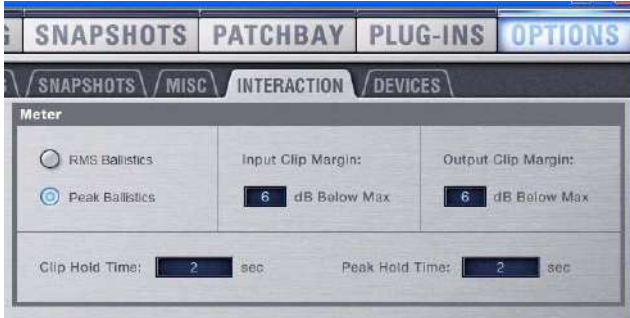 SNAPSHOTS PATCHBAY PLUG-INS OPTIONS
SNAPSHOTS MISC INTERACTION DEVICES
Meter
RMS Ballistics Input Clip Margin: Output Clip Margin:
Peak Ballistics 6 dB Below Max 6 dB Below Max
Clip Hold Time: 2 sec Peak Hold Time: 2 sec